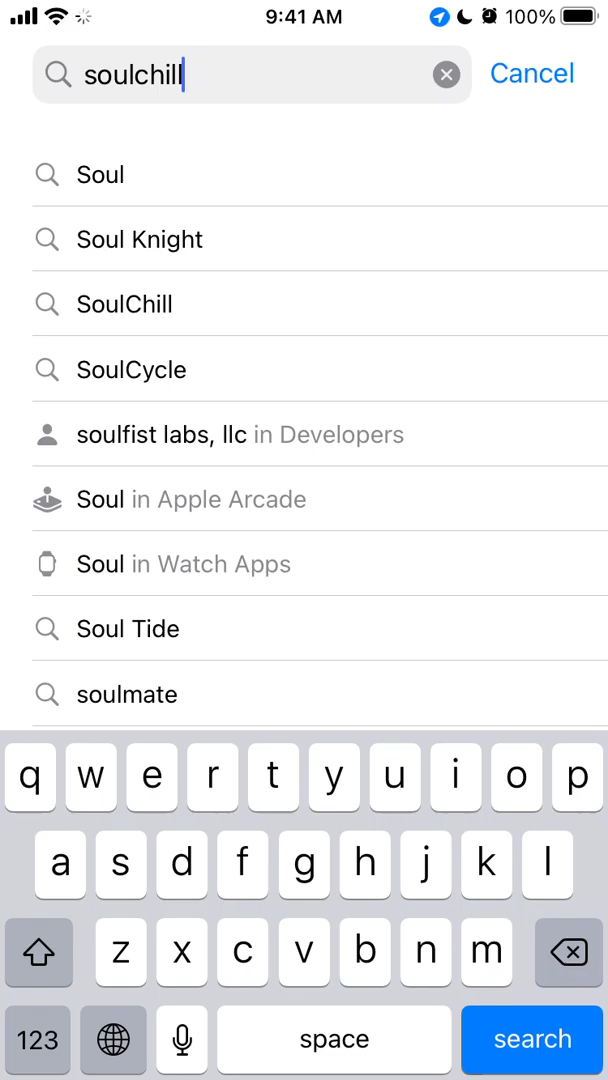 9:41 AM 100%
soulchill Cancel
Soul
Soul Knight
SoulChill
SoulCycle
soulfist labs, llc in Developers
Soul in Apple Arcade
Soul in Watch Apps
Soul Tide
soulmate
q w e r t y u i o p
a s d f g h j k l
z x c v b n m
123 space search